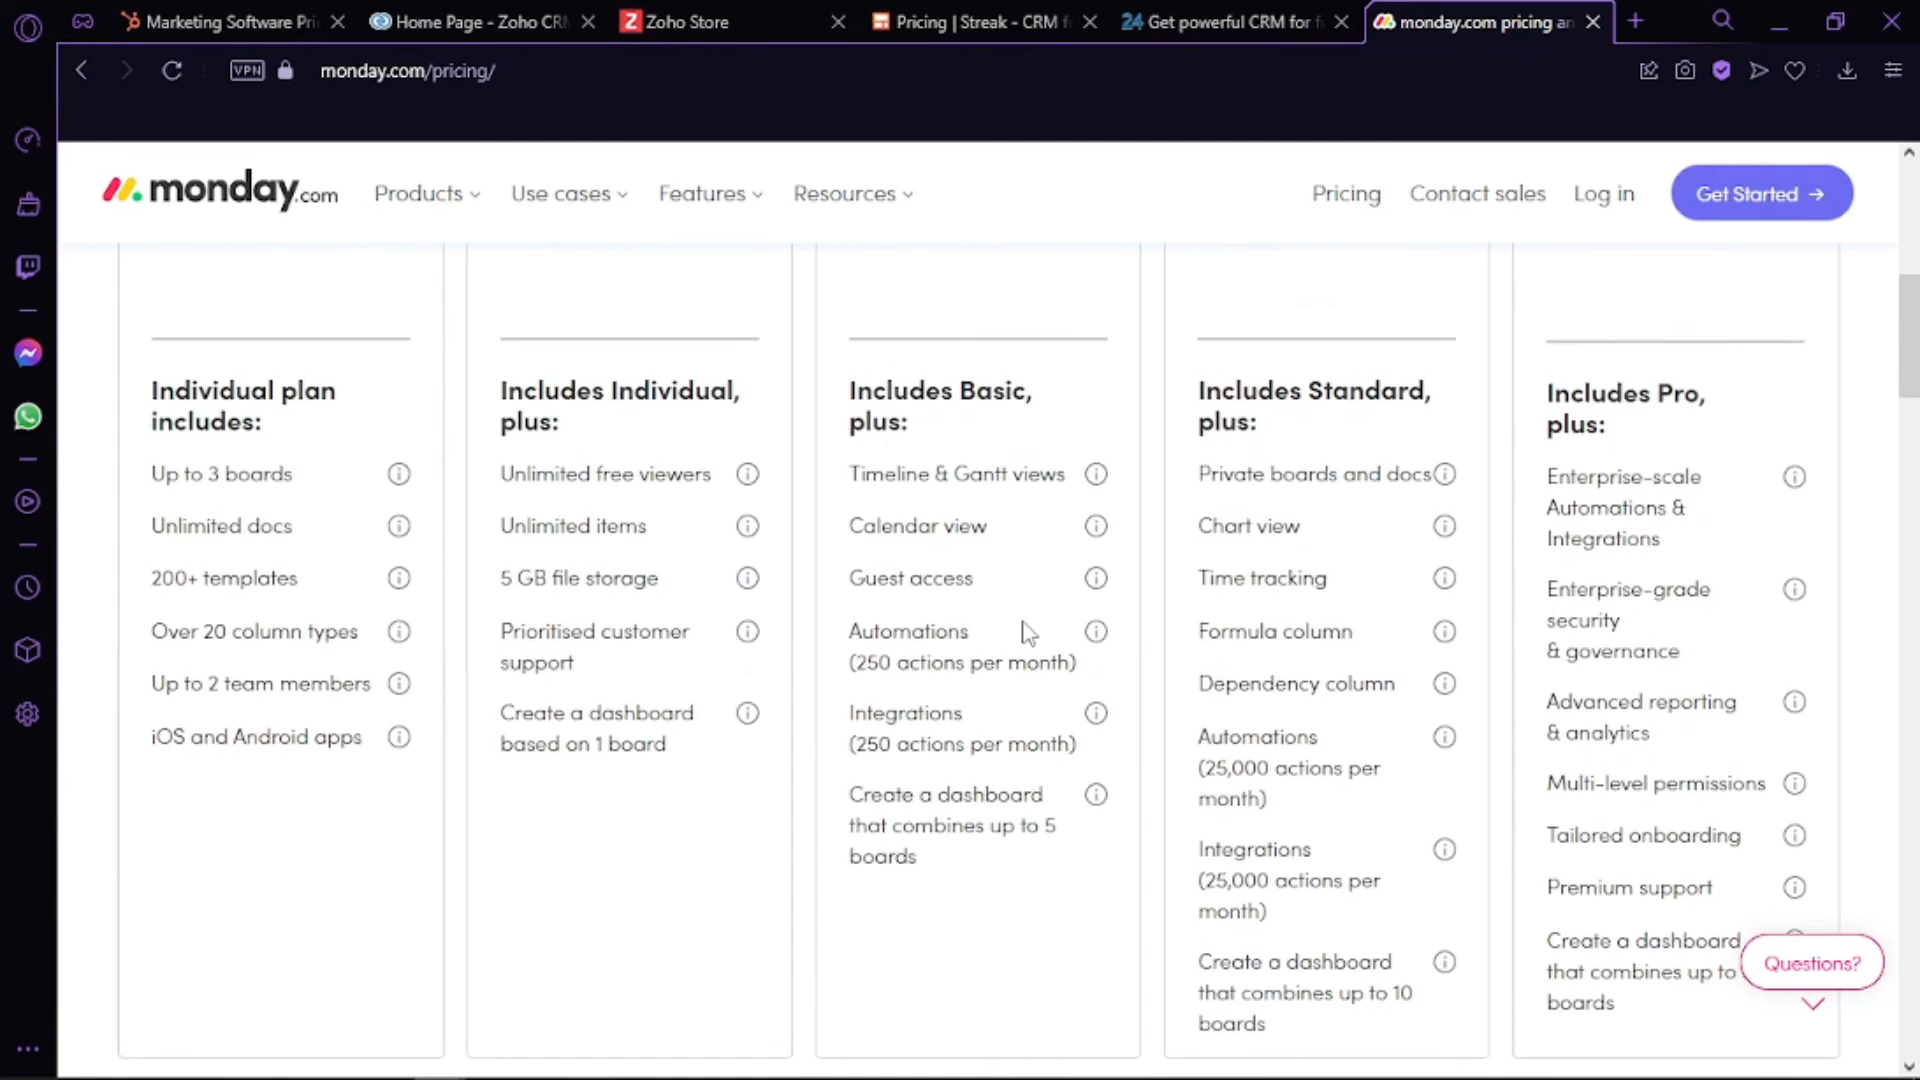 Marketing Software Pri
Home Page - Zoho CRM
Zoho Store
Pricing | Streak - CRM f
24 Get powerful CRM for f
monday.com pricing an
VPN
monday.com/pricing/
monday.com
Products
Use cases
Features
Resources
Pricing
Contact sales
Log in
Get Started →
Individual plan
includes:
Up to 3 boards
Unlimited docs
200+ templates
Over 20 column types
Up to 2 team members
iOS and Android apps
Includes Individual,
plus:
Unlimited free viewers
Unlimited items
5 GB file storage
Prioritised customer
support
Create a dashboard
based on 1 board
Includes Basic,
plus:
Timeline & Gantt views
Calendar view
Guest access
Automations
(250 actions per month)
Integrations
(250 actions per month)
Create a dashboard
that combines up to 5
boards
Includes Standard,
plus:
Private boards and docs
Chart view
Time tracking
Formula column
Dependency column
Automations
(25,000 actions per
month)
Integrations
(25,000 actions per
month)
Create a dashboard
that combines up to 10
boards
Includes Pro,
plus:
Enterprise-scale
Automations &
Integrations
Enterprise-grade
security
& governance
Advanced reporting
& analytics
Multi-level permissions
Tailored onboarding
Premium support
Create a dashboard
that combines up to
boards
Questions?